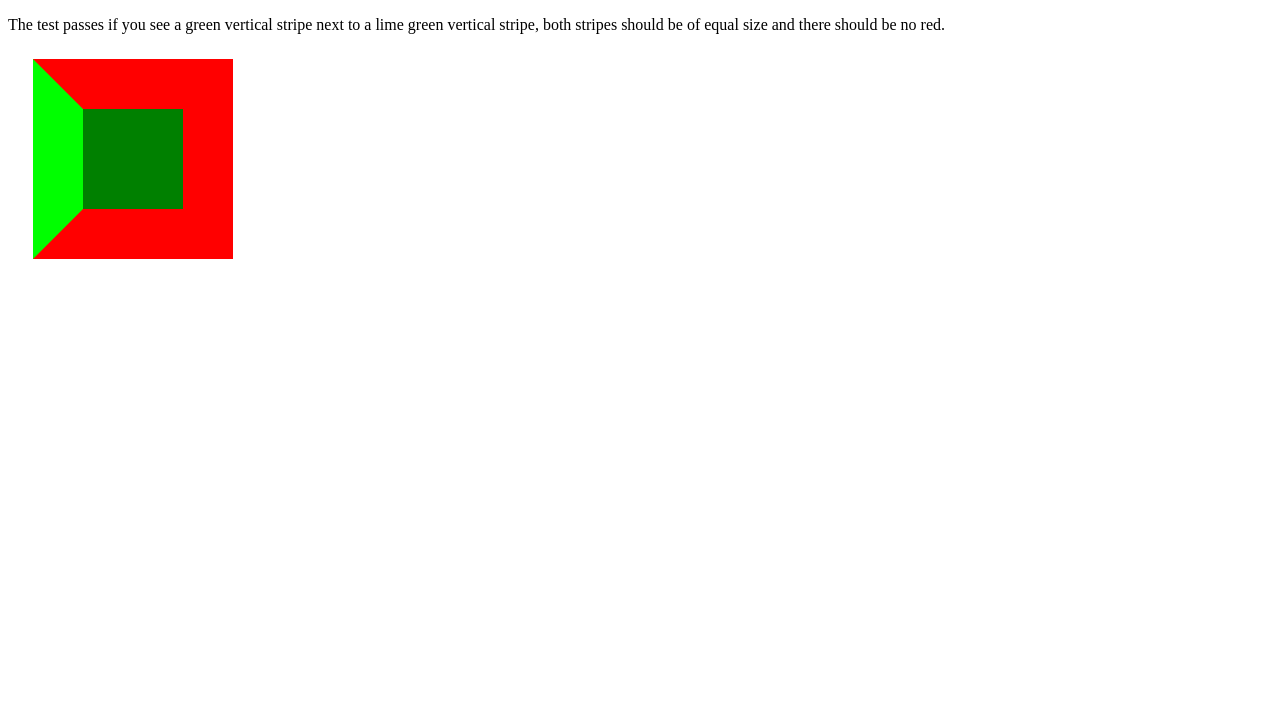 The test passes if you see a green vertical stripe next to a lime green vertical stripe, both stripes should be of equal size and there should be no red.